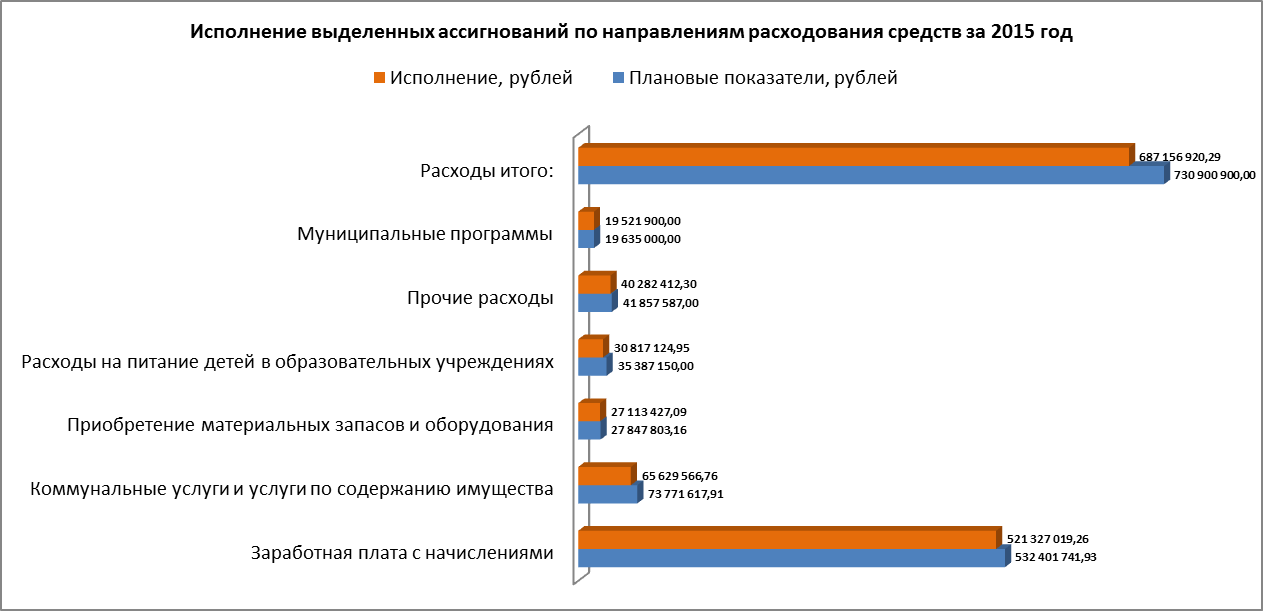 Исполнение выделенных ассигнований по направлениям расходования средств за 2015 год
Исполнение, рублей Плановые показатели, рублей
Расходы итого:
687 156 920,29
730 900 900,00
Муниципальные программы
19 521 900,00
19 635 000,00
Прочие расходы
40 282 412,30
41 857 587,00
Расходы на питание детей в образовательных учреждениях
30 817 124,95
35 387 150,00
Приобретение материальных запасов и оборудования
27 113 427,09
27 847 803,16
Коммунальные услуги и услуги по содержанию имущества
65 629 566,76
73 771 617,91
Заработная плата с начислениями
521 327 019,26
532 401 741,93